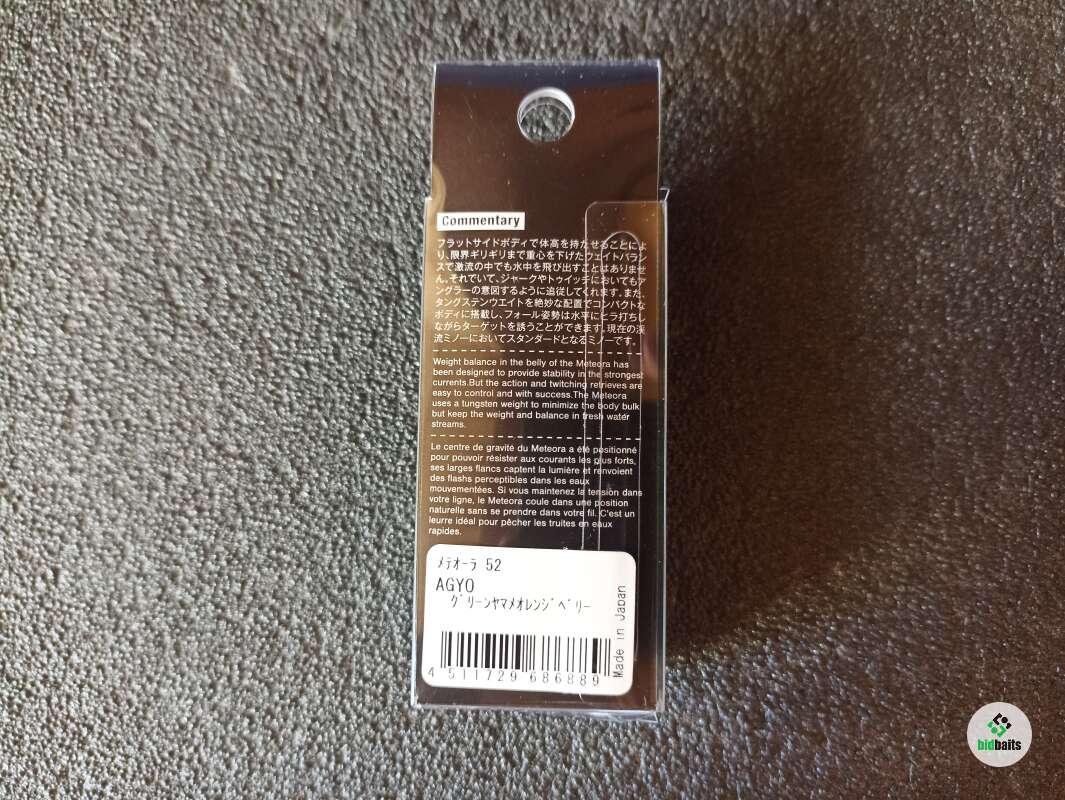 Commentary
フラットサイドボディで体高を持たせることによ
り、限界ギリギリまで重心を下げたウェイトバラン
スで激流の中でも水中を飛び出すことはありませ
ん。それでいて、ジャークやトゥイッチにおいてもア
ングラーの意図するように追従してくれます。また、
タングステンウエイトを絶妙な配置でコンパクトな
ボディに搭載し、フォール姿勢は水平にヒラ打ちし
ながらターゲットを誘うことができます。現在の渓
流ミノーにおいてスタンダードとなるミノーです。
Weight balance in the belly of the Meteora has
been designed to provide stability in the strongest
currents.But the action and twitching retrieves are
easy to control and with success.The Meteora
uses a tungsten weight to minimize the body bulk
but keep the weight and balance in fresh water
streams.
Le centre de gravité du Meteora a été positionné
pour pouvoir résister aux courants les plus forts,
ses larges flancs captent la lumière et renvoient
des flashs perceptibles dans les eaux
mouvementées. Si vous maintenez la tension dans
votre ligne, le Meteora coule dans une position
naturelle sans se prendre dans votre fil. C'est un
leurre idéal pour pêcher les truites en eaux
rapides.
ﾒﾃｵｰﾗ 52
AGYO
ｸﾞﾘｰﾝﾔﾏﾒｵﾚﾝｼﾞﾍﾞﾘｰ
4 511729 686889
Made in Japan
bidbaits